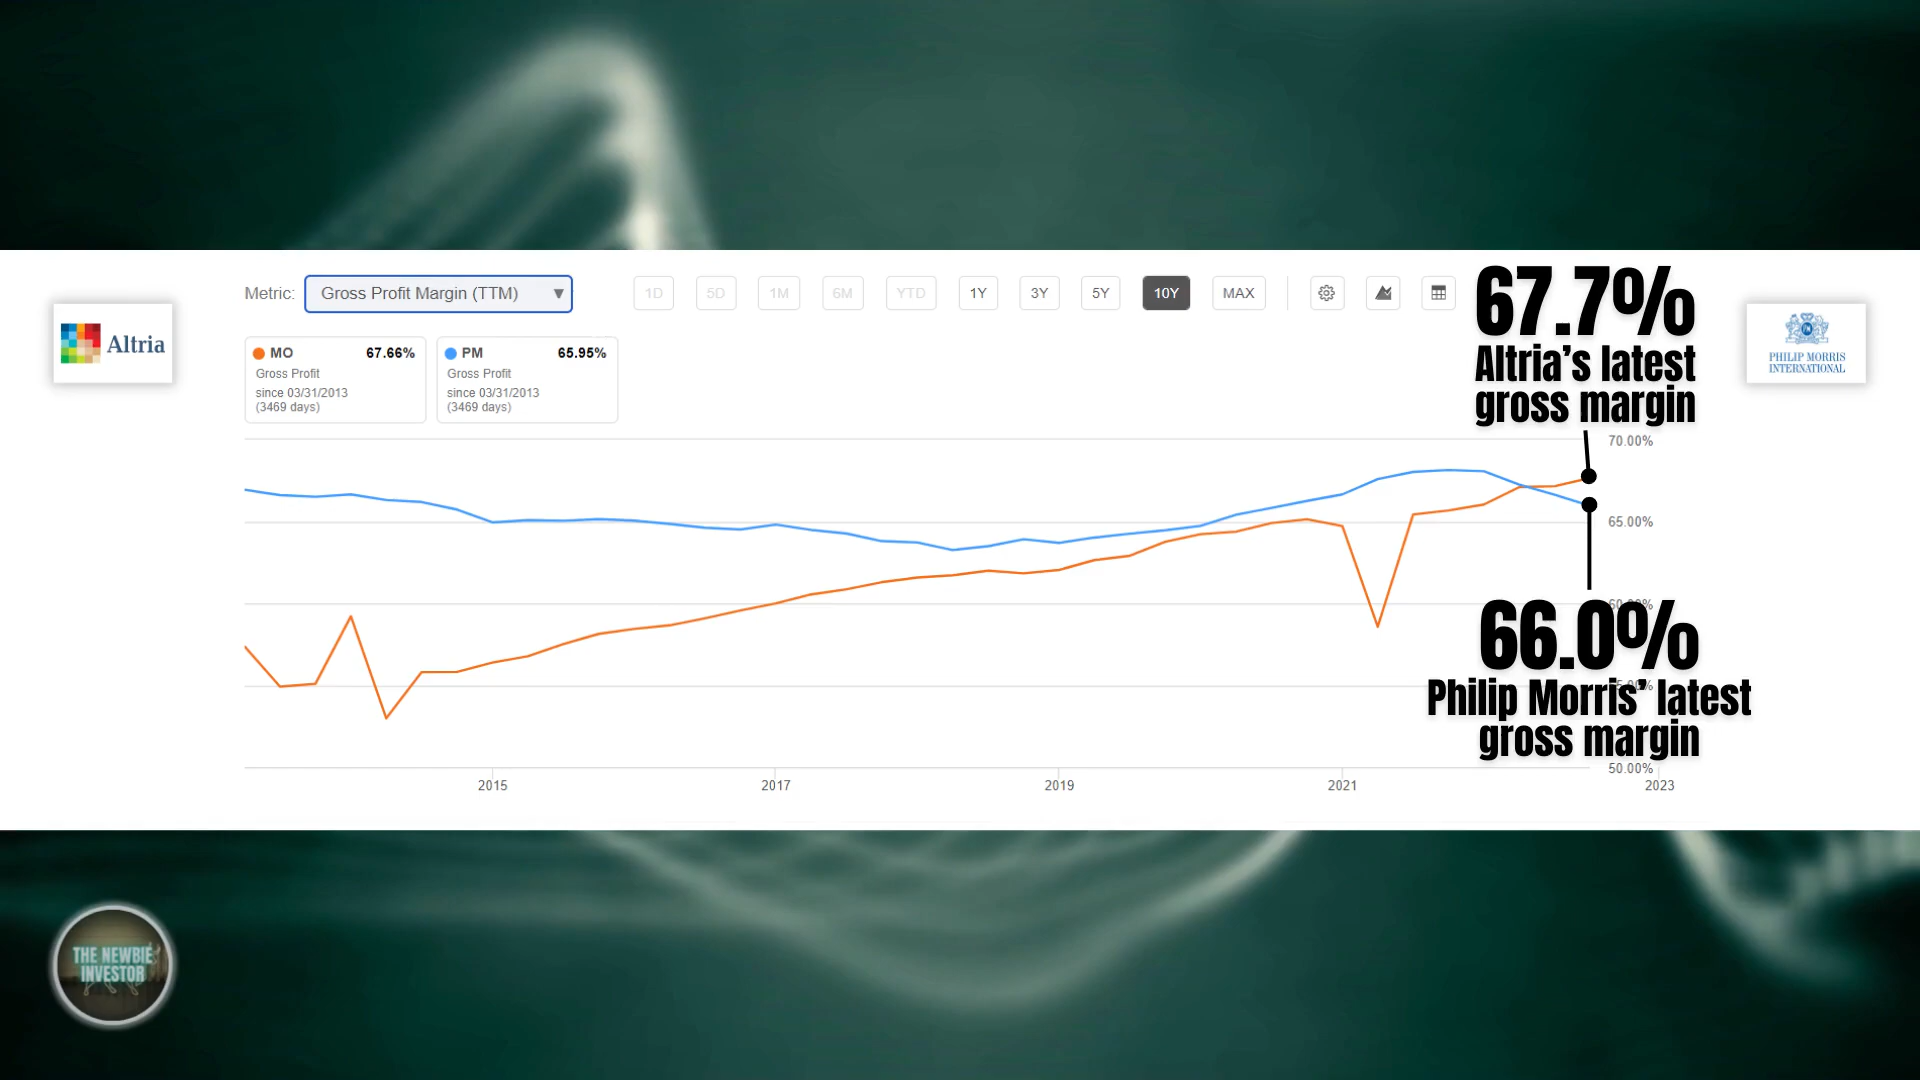 Metric: Gross Profit Margin (TTM) 1D 5D 1M 6M YTD 1Y 3Y 5Y 10Y MAX
67.7%
Altria’s latest
gross margin
Altria
PHILIP MORRIS
INTERNATIONAL
MO 67.66%
Gross Profit
since 03/31/2013
(3469 days)
PM 65.95%
Gross Profit
since 03/31/2013
(3469 days)
70.00%
65.00%
60.00%
66.0%
Philip Morris’ latest
gross margin
50.00%
2015 2017 2019 2021 2023
THE NEWBIE
INVESTOR